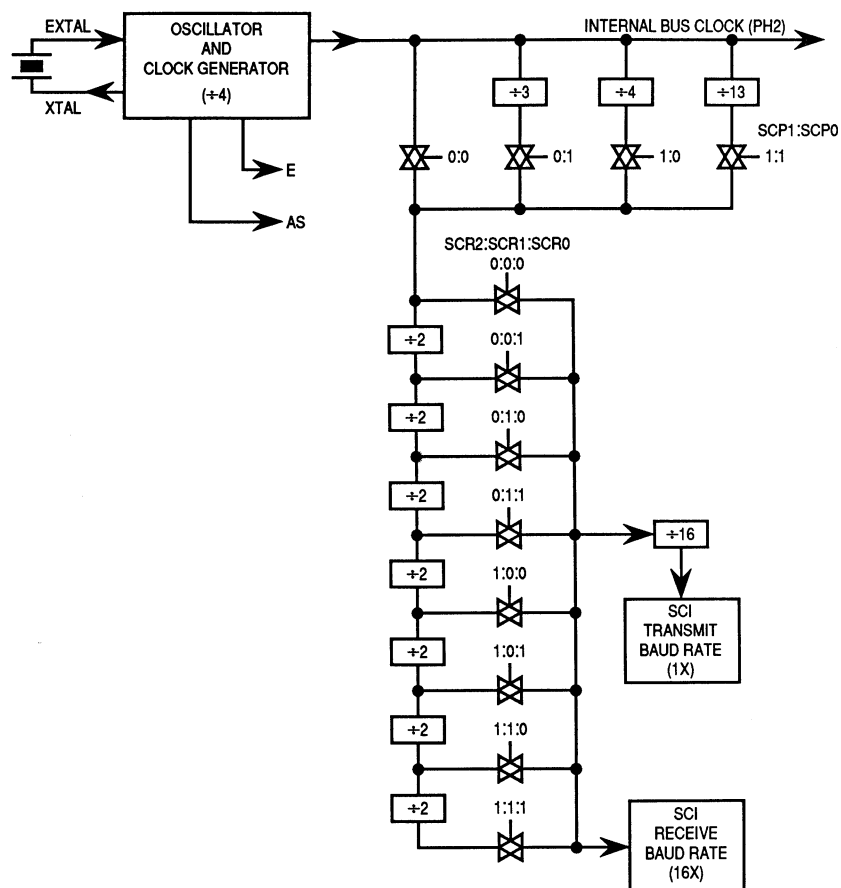 EXTAL
XTAL
OSCILLATOR
AND
CLOCK GENERATOR
(÷4)
INTERNAL BUS CLOCK (PH2)
÷3
÷4
÷13
SCP1:SCP0
0:0
0:1
1:0
1:1
E
AS
SCR2:SCR1:SCR0
0:0:0
÷2
0:0:1
÷2
0:1:0
÷2
0:1:1
÷16
÷2
1:0:0
SCI
TRANSMIT
BAUD RATE
(1X)
÷2
1:0:1
÷2
1:1:0
÷2
1:1:1
SCI
RECEIVE
BAUD RATE
(16X)